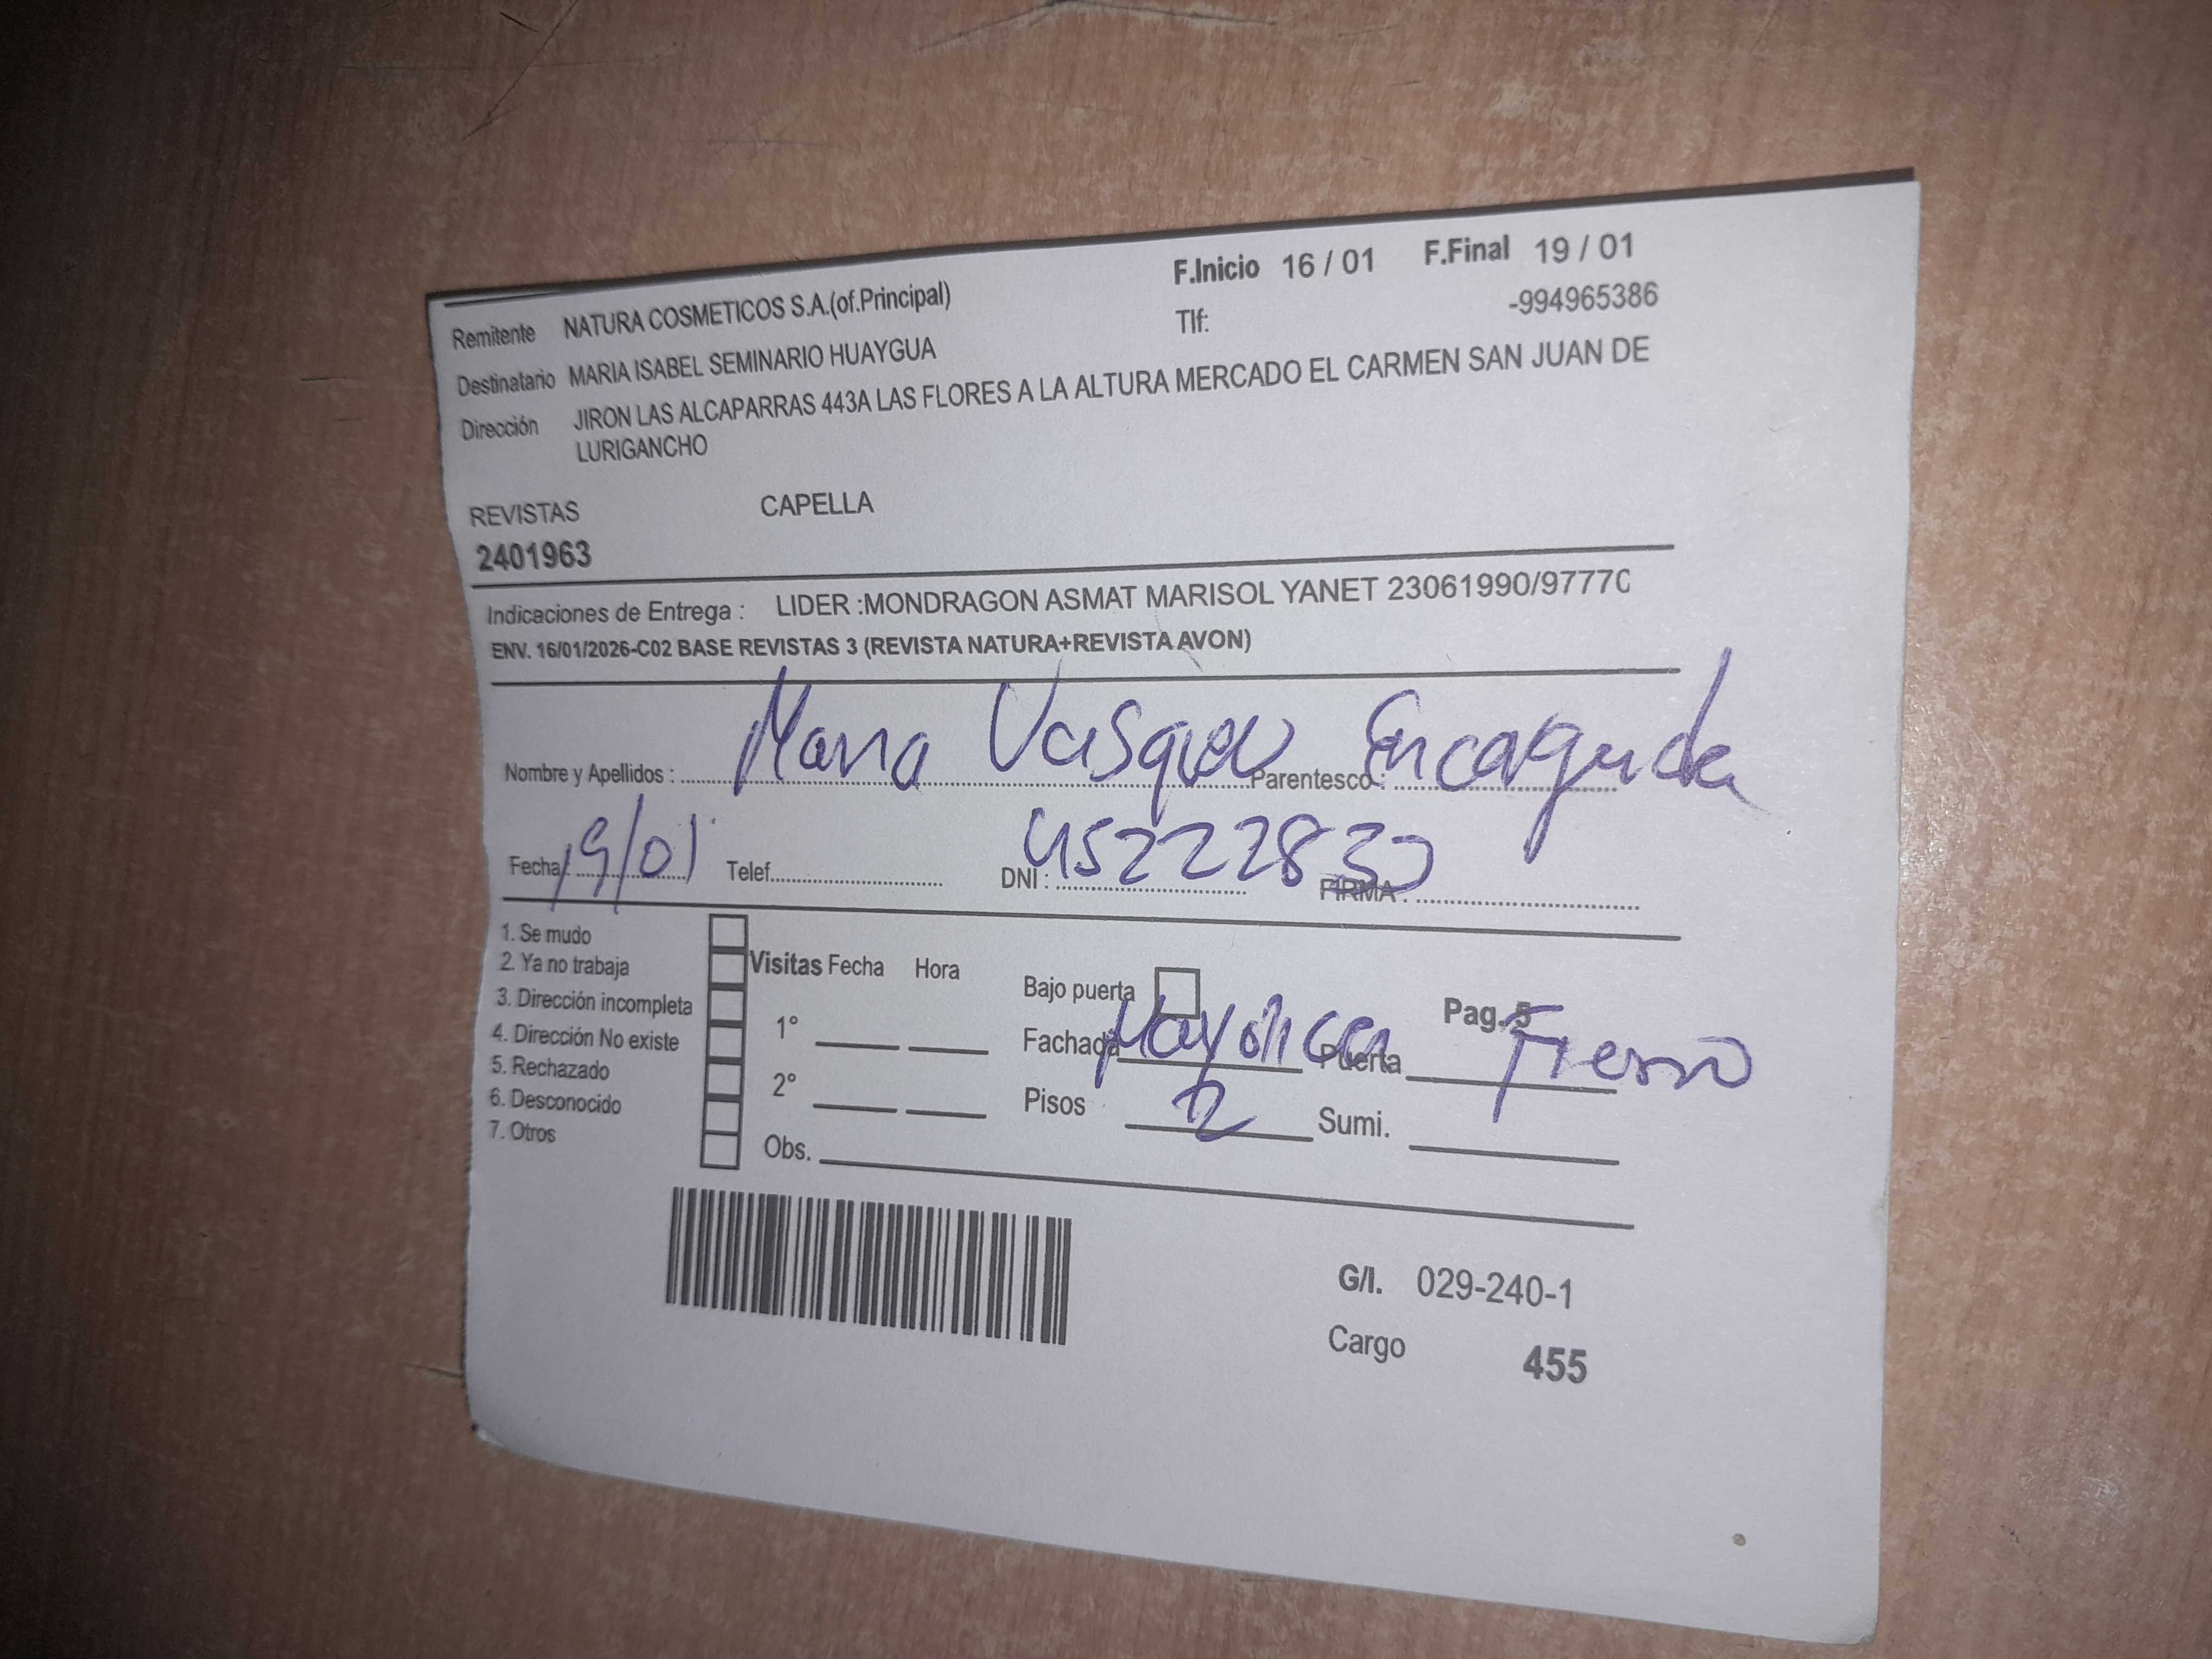 F.Inicio 16 / 01 F.Final 19 / 01
Remitente NATURA COSMETICOS S.A.(of.Principal) Tlf: -994965386
Destinatario MARIA ISABEL SEMINARIO HUAYGUA
Dirección JIRON LAS ALCAPARRAS 443A LAS FLORES A LA ALTURA MERCADO EL CARMEN SAN JUAN DE
LURIGANCHO
REVISTAS CAPELLA
2401963
Indicaciones de Entrega : LIDER :MONDRAGON ASMAT MARISOL YANET 23061990/9777
ENV. 16/01/2026-C02 BASE REVISTAS 3 (REVISTA NATURA+REVISTA AVON)
Nombre y Apellidos : Maria Vasquez Parentesco : Encargada
Fecha : 19/01 Telef. DNI : FIRMA :
1. Se mudo
2. Ya no trabaja Visitas Fecha Hora Bajo puerta
3. Dirección incompleta 1° Pag. 5
4. Dirección No existe Fachada Mayolica Puerta Fierro
5. Rechazado 2°
6. Desconocido Pisos 2 Sumi.
7. Otros Obs.
G/I. 029-240-1
Cargo 455